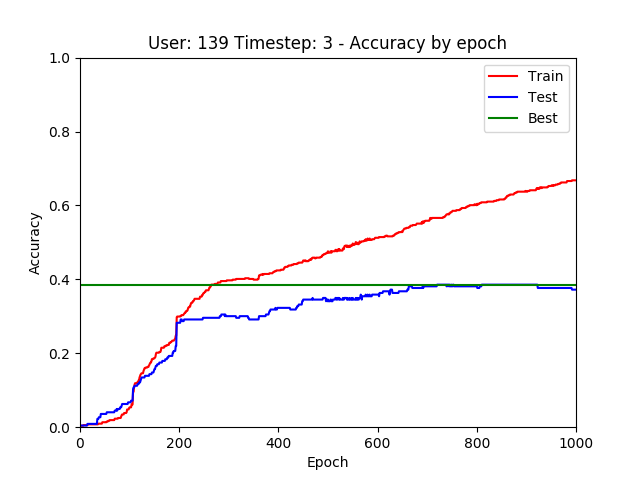 User: 139 Timestep: 3 - Accuracy by epoch
1.0
Train
Test
Best
0.8
0.6
Accuracy
0.4
0.2
0.0
0 200 400 600 800 1000
Epoch